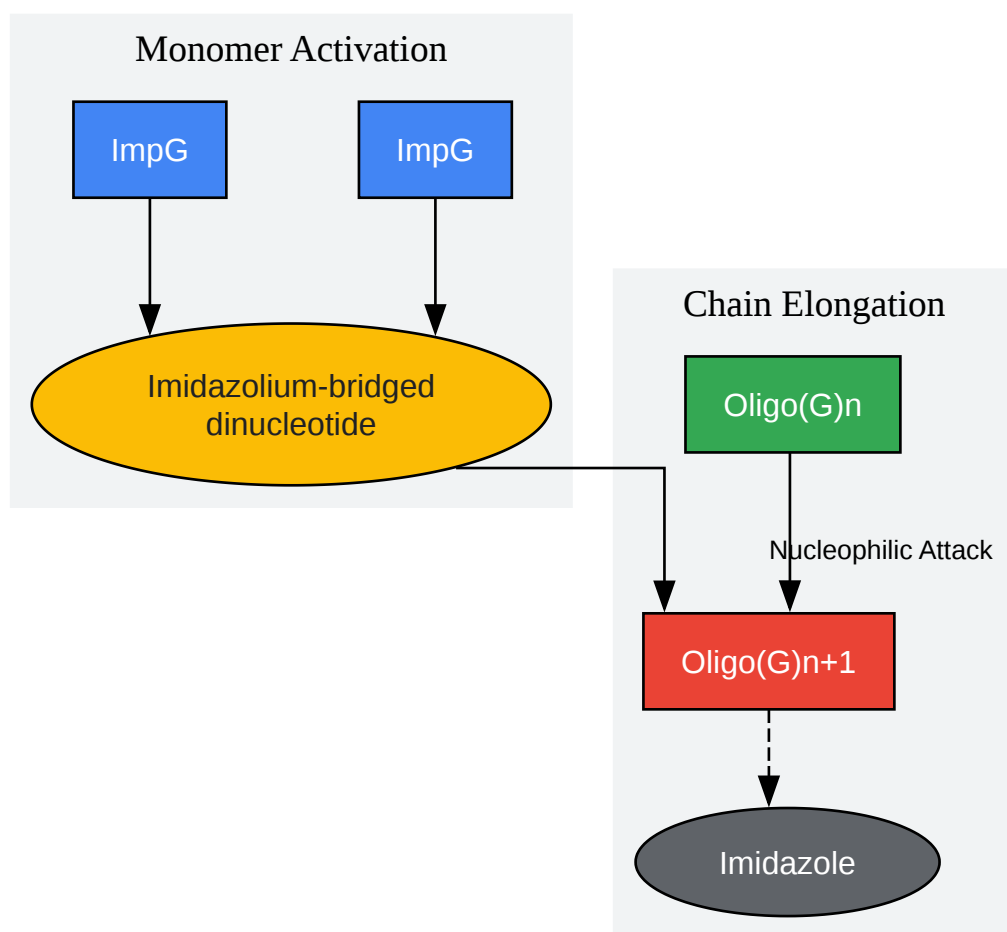 Monomer Activation
ImpG
ImpG
Imidazolium-bridged
dinucleotide
Chain Elongation
Oligo(G)n
Nucleophilic Attack
Oligo(G)n+1
Imidazole